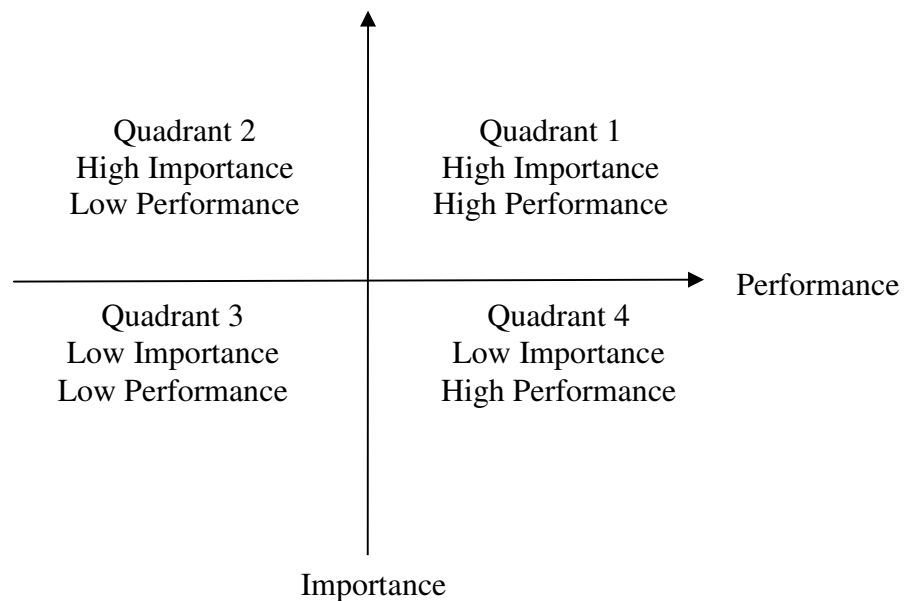 Quadrant 2
High Importance
Low Performance
Quadrant 1
High Importance
High Performance
Performance
Quadrant 3
Low Importance
Low Performance
Quadrant 4
Low Importance
High Performance
Importance